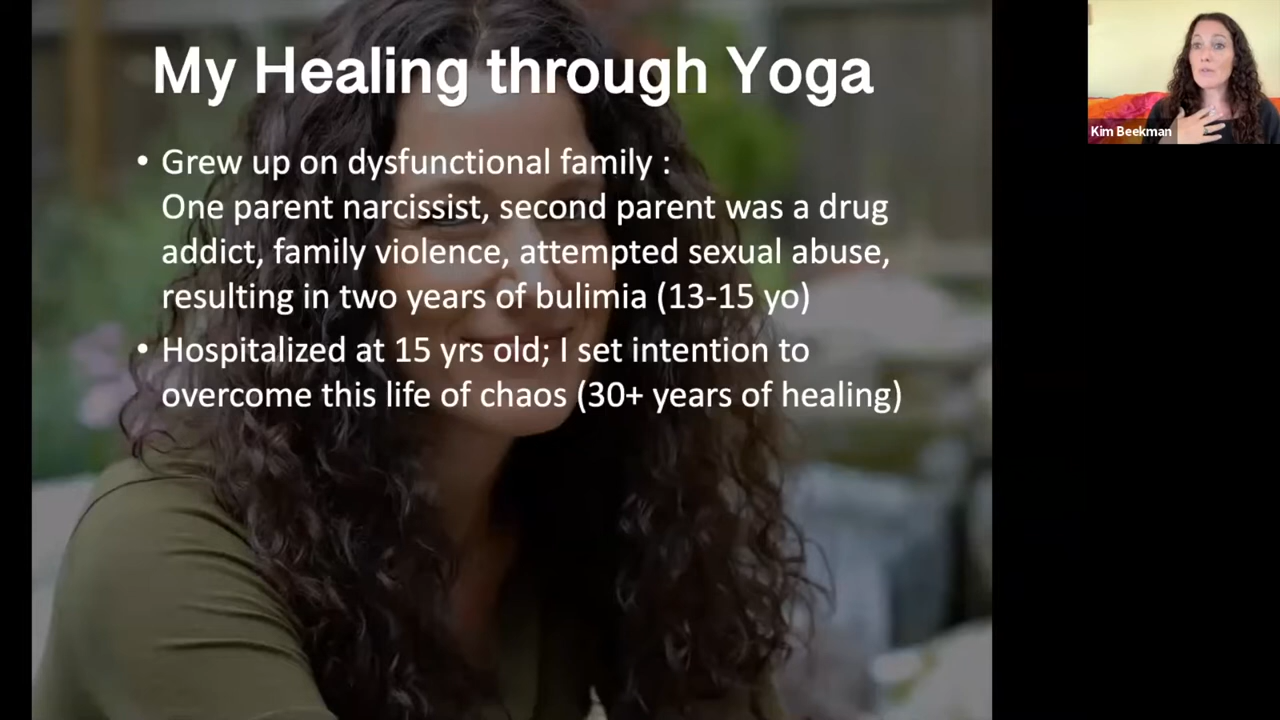 My Healing through Yoga
• Grew up on dysfunctional family :
One parent narcissist, second parent was a drug
addict, family violence, attempted sexual abuse,
resulting in two years of bulimia (13-15 yo)
• Hospitalized at 15 yrs old; I set intention to
overcome this life of chaos (30+ years of healing)
Kim Beekman